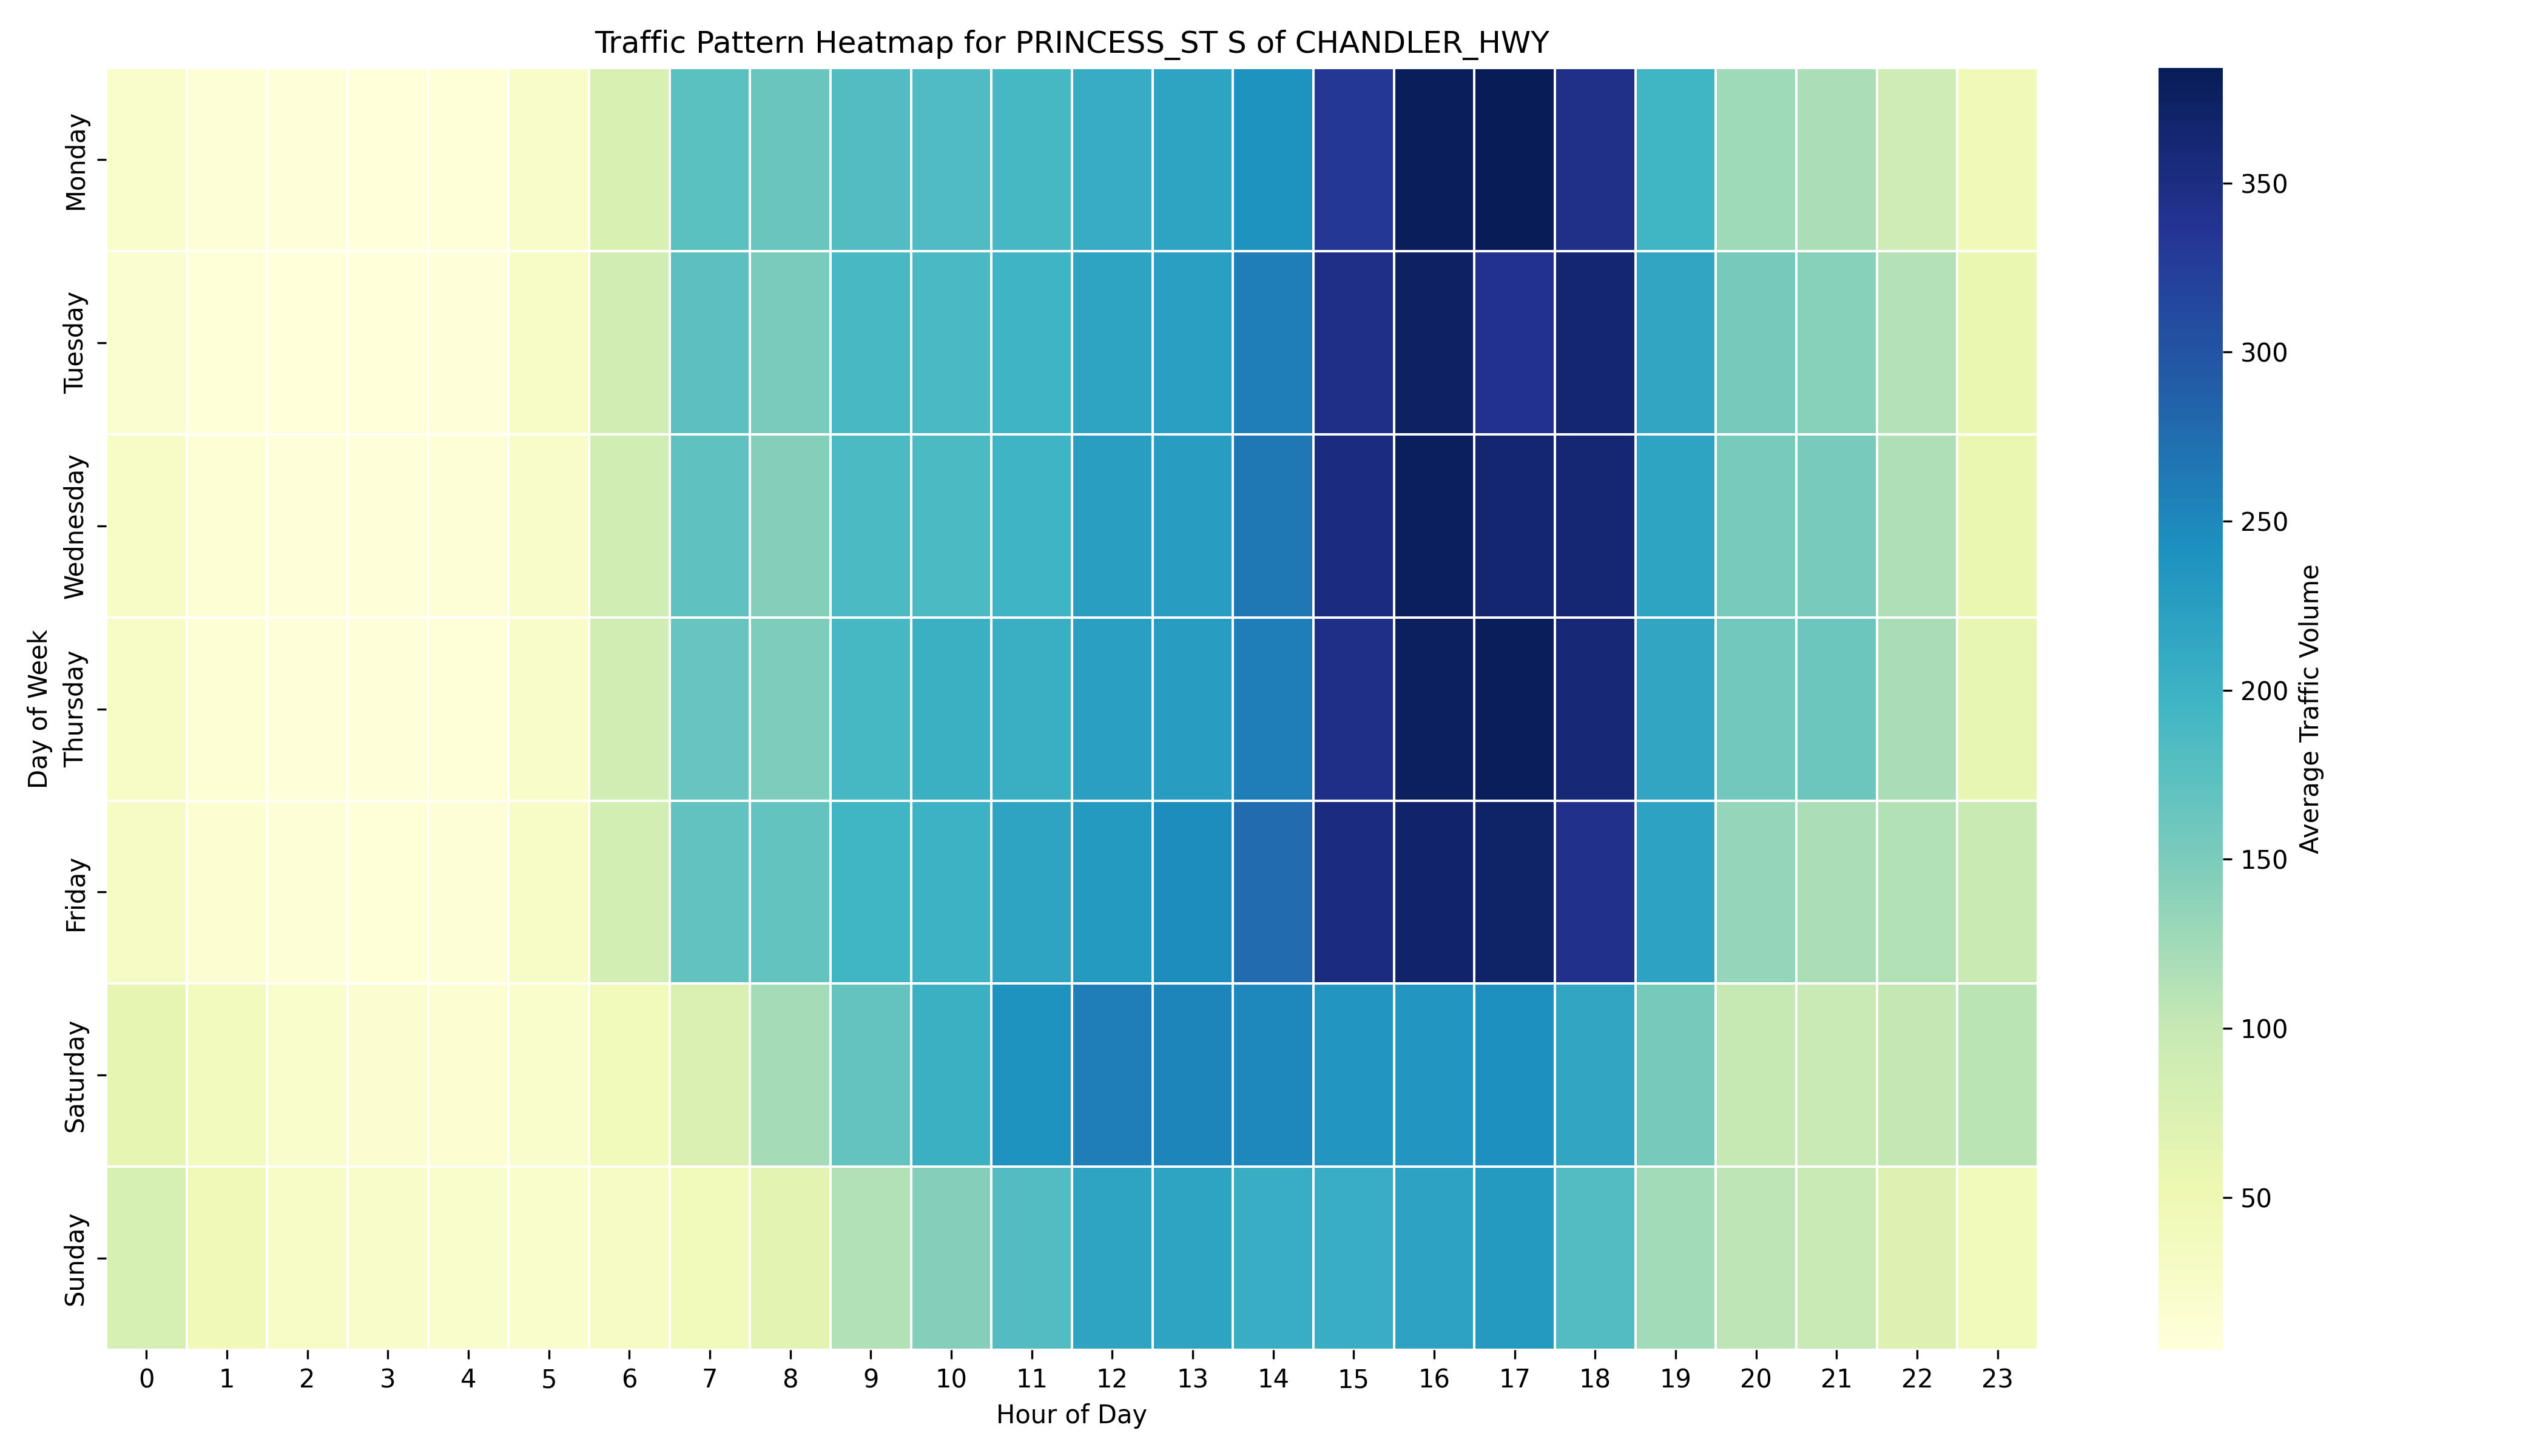 Traffic Pattern Heatmap for PRINCESS_ST S of CHANDLER_HWY
Day of Week
Monday
Tuesday
Wednesday
Thursday
Friday
Saturday
Sunday
0 1 2 3 4 5 6 7 8 9 10 11 12 13 14 15 16 17 18 19 20 21 22 23
Hour of Day
350
300
250
200
150
100
50
Average Traffic Volume